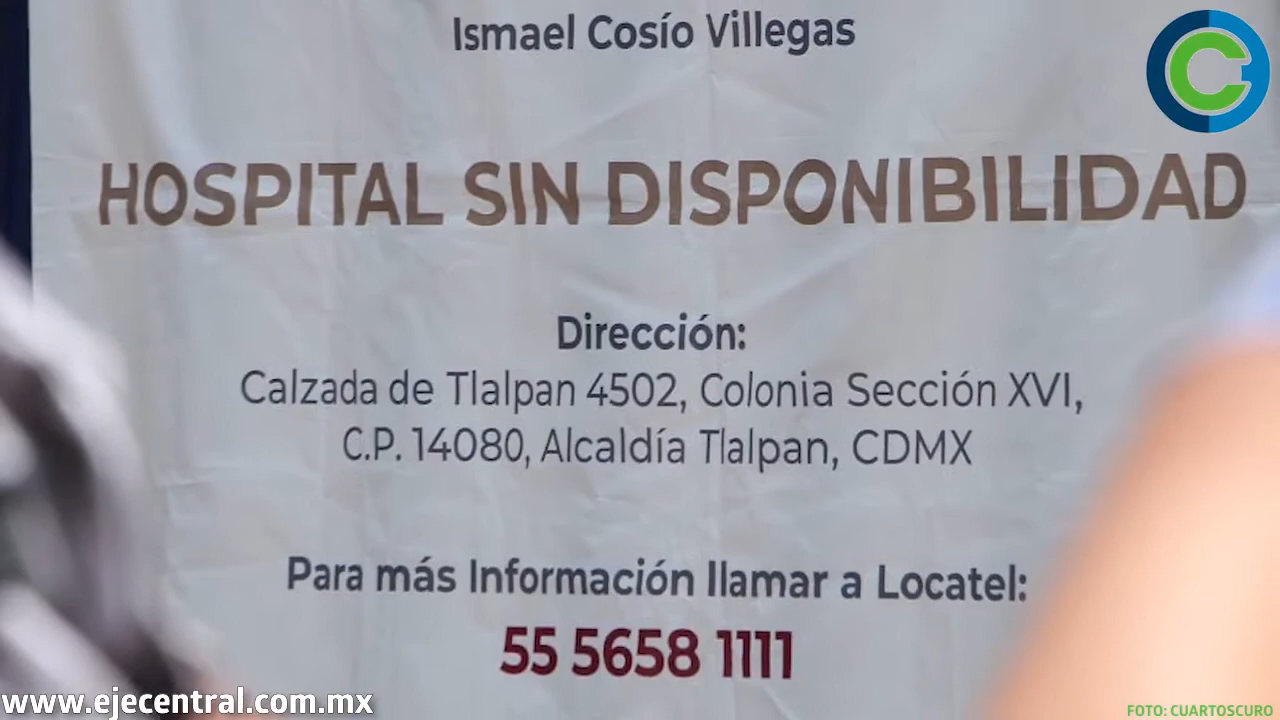 Ismael Cosío Villegas
HOSPITAL SIN DISPONIBILIDAD
Dirección:
Calzada de Tlalpan 4502, Colonia Sección XVI,
C.P. 14080, Alcaldía Tlalpan, CDMX
Para más Información llamar a Locatel:
55 5658 1111
www.ejecentral.com.mx
FOTO: CUARTOSCURO